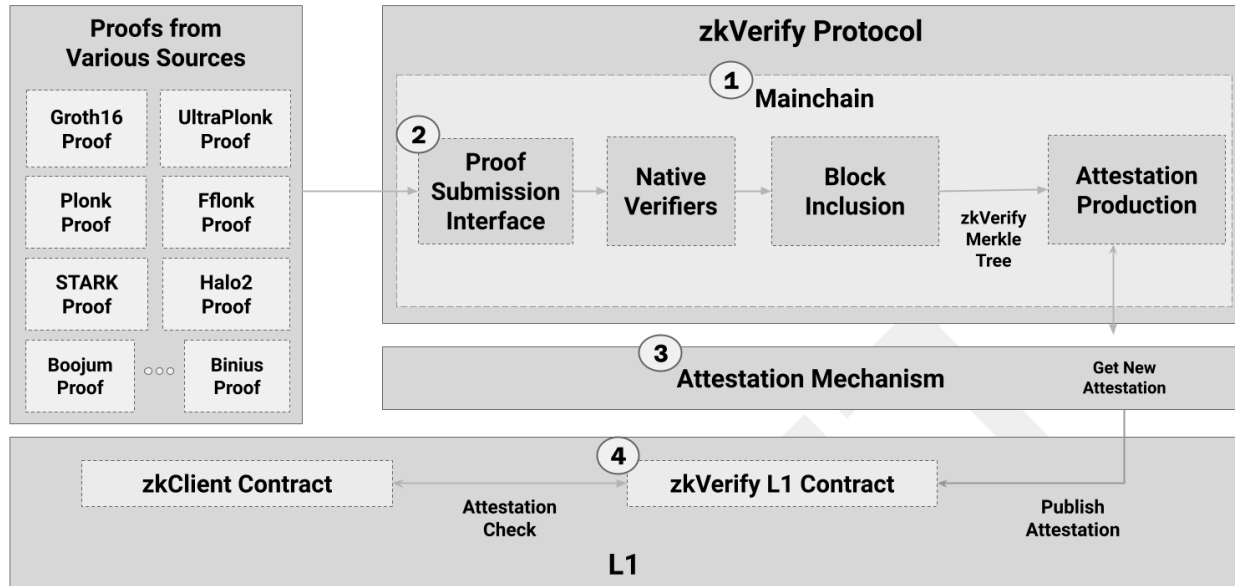 Proofs from
Various Sources
Groth16
Proof
UltraPlonk
Proof
Plonk
Proof
Fflonk
Proof
STARK
Proof
Halo2
Proof
Boojum
Proof
Binius
Proof
zkVerify Protocol
1
Mainchain
2
Proof
Submission
Interface
Native
Verifiers
Block
Inclusion
zkVerify
Merkle
Tree
Attestation
Production
3
Attestation Mechanism
Get New
Attestation
4
zkClient Contract
Attestation
Check
zkVerify L1 Contract
Publish
Attestation
L1